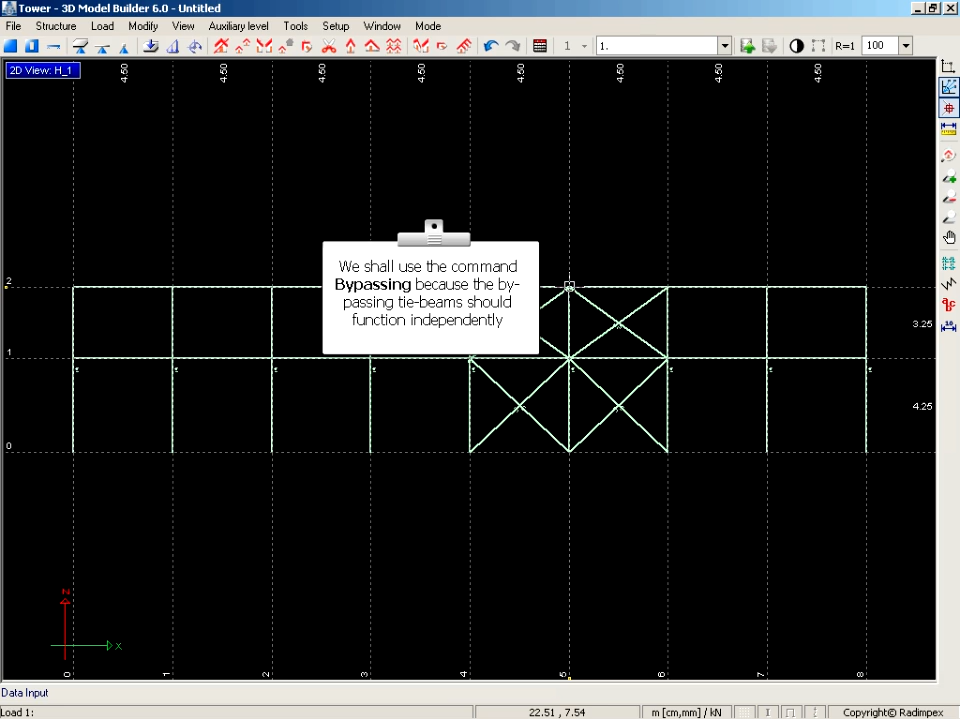 Tower - 3D Model Builder 6.0 - Untitled
File Structure Load Modify View Auxiliary level Tools Setup Window Mode
1 1. R=1 100
2D View: H_1
4.50 4.50 4.50 4.50 4.50 4.50 4.50 4.50
We shall use the command
Bypassing because the by-
passing tie-beams should
function independently
2
3.25
1
4.25
0
Z
X
0 1 2 3 4 5 6 7 8
Data Input
Load 1: 22.51 , 7.54 m [cm,mm] / kN Copyright© Radimpex